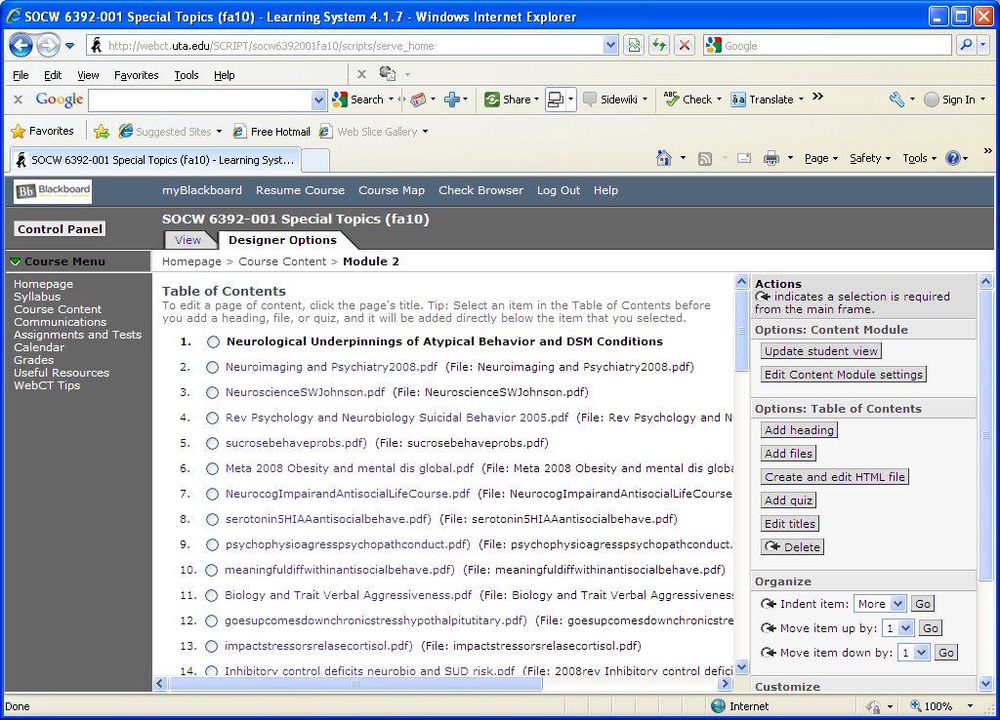 SOCW 6392-001 Special Topics (fa10) - Learning System 4.1.7 - Windows Internet Explorer
http://webct.uta.edu/SCRIPT/socw6392001fa10/scripts/serve_home
Google
File Edit View Favorites Tools Help
Google Search Share Sidewiki ABC Check Translate Sign In
Favorites Suggested Sites Free Hotmail Web Slice Gallery
SOCW 6392-001 Special Topics (fa10) - Learning Syst... Page Safety Tools
Bb Blackboard myBlackboard Resume Course Course Map Check Browser Log Out Help
SOCW 6392-001 Special Topics (fa10)
Control Panel
View Designer Options
Course Menu
Homepage > Course Content > Module 2
Homepage
Syllabus
Course Content
Communications
Assignments and Tests
Calendar
Grades
Useful Resources
WebCT Tips
Table of Contents
To edit a page of content, click the page's title. Tip: Select an item in the Table of Contents before
you add a heading, file, or quiz, and it will be added directly below the item that you selected.
1. Neurological Underpinnings of Atypical Behavior and DSM Conditions
2. Neuroimaging and Psychiatry2008.pdf (File: Neuroimaging and Psychiatry2008.pdf)
3. NeuroscienceSWJohnson.pdf (File: NeuroscienceSWJohnson.pdf)
4. Rev Psychology and Neurobiology Suicidal Behavior 2005.pdf (File: Rev Psychology and N
5. sucrosebehaveprobs.pdf) (File: sucrosebehaveprobs.pdf)
6. Meta 2008 Obesity and mental dis global.pdf (File: Meta 2008 Obesity and mental dis globa
7. NeurocogImpairandAntisocialLifeCourse.pdf (File: NeurocogImpairandAntisocialLifeCourse
8. serotonin5HIAAantisocialbehave.pdf) (File: serotonin5HIAAantisocialbehave.pdf)
9. psychophysioagresspsychopathconduct.pdf) (File: psychophysioagresspsychopathconduct.
10. meaningfuldiffwithinantisocialbehave.pdf) (File: meaningfuldiffwithinantisocialbehave.pdf)
11. Biology and Trait Verbal Aggressiveness.pdf (File: Biology and Trait Verbal Aggressivenes
12. goesupcomesdownchronicstresshypothalpitutitary.pdf) (File: goesupcomesdownchronicstre
13. impactstressorsrelasecortisol.pdf) (File: impactstressorsrelasecortisol.pdf)
14. Inhibitory control deficits neurobio and SUD risk.pdf (File: 2008rev Inhibitory control defici
Actions
indicates a selection is required
from the main frame.
Options: Content Module
Update student view
Edit Content Module settings
Options: Table of Contents
Add heading
Add files
Create and edit HTML file
Add quiz
Edit titles
Delete
Organize
Indent item: More Go
Move item up by: 1 Go
Move item down by: 1 Go
Customize
Done Internet 100%